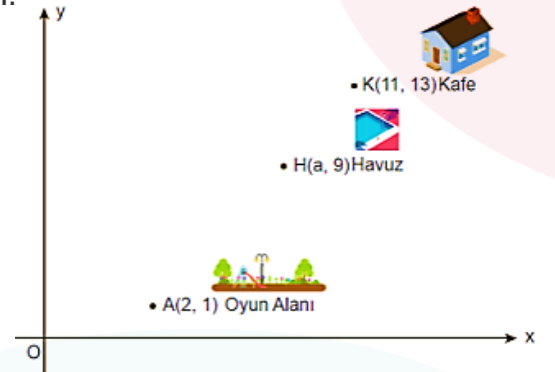 y
K(11, 13)Kafe
H(a, 9)Havuz
A(2, 1) Oyun Alanı
x
O